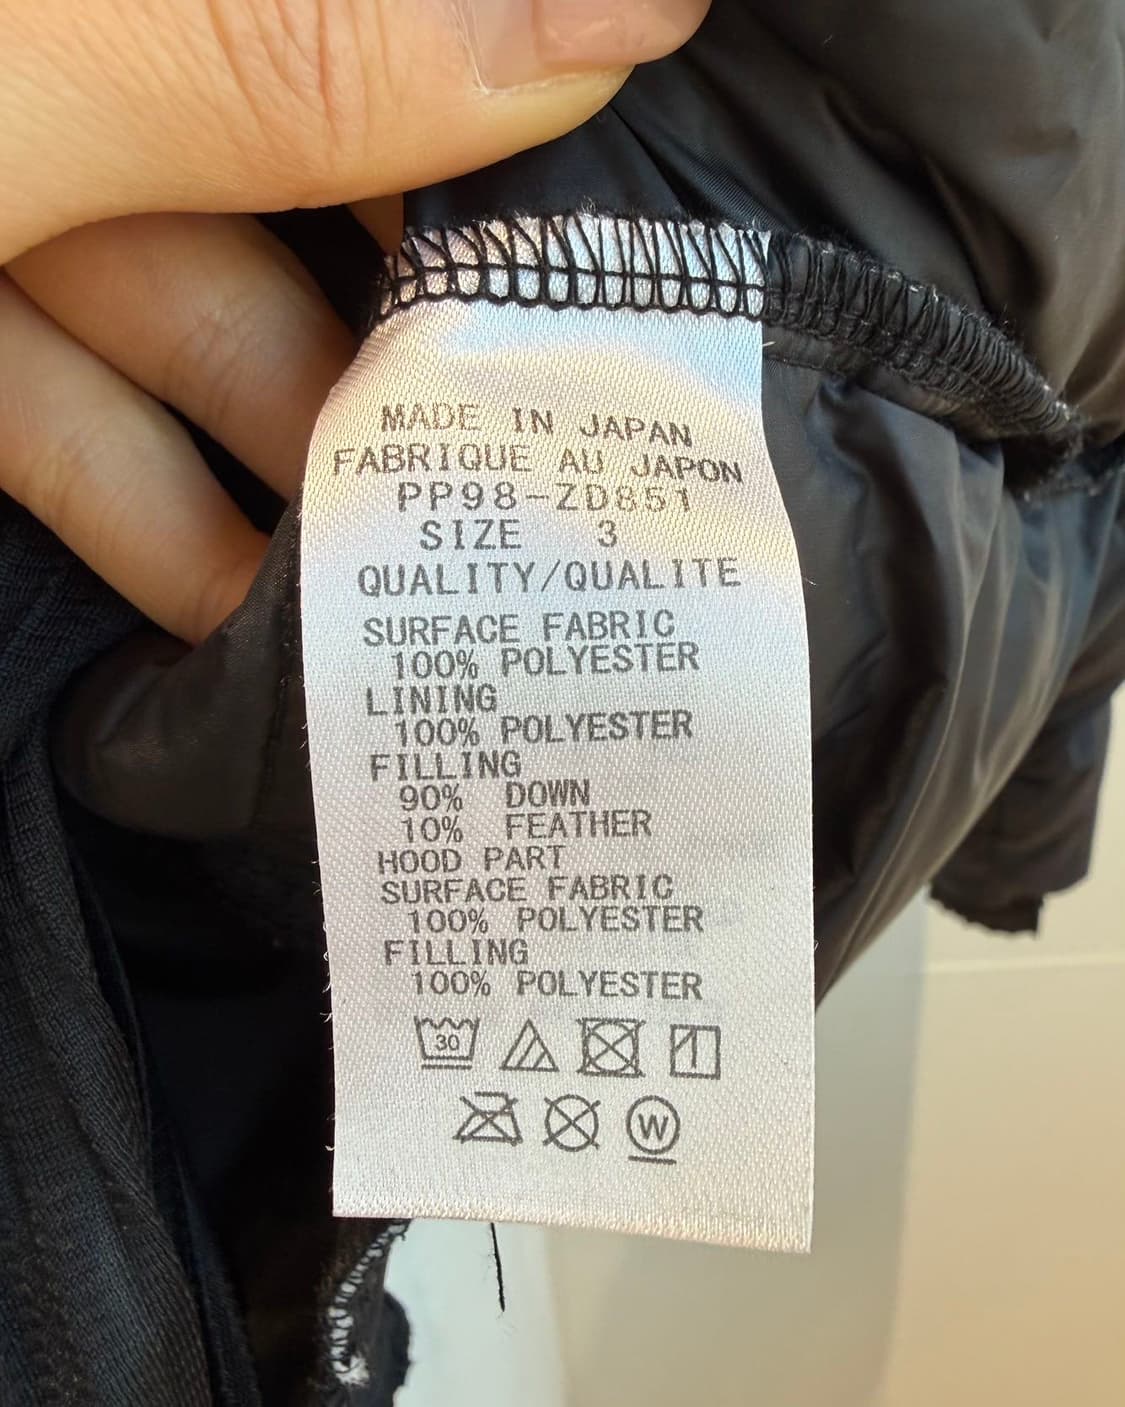 MADE IN JAPAN
FABRIQUE AU JAPON
PP98-ZD851
SIZE 3
QUALITY/QUALITE
SURFACE FABRIC
100% POLYESTER
LINING
100% POLYESTER
FILLING
90% DOWN
10% FEATHER
HOOD PART
SURFACE FABRIC
100% POLYESTER
FILLING
100% POLYESTER
30
W